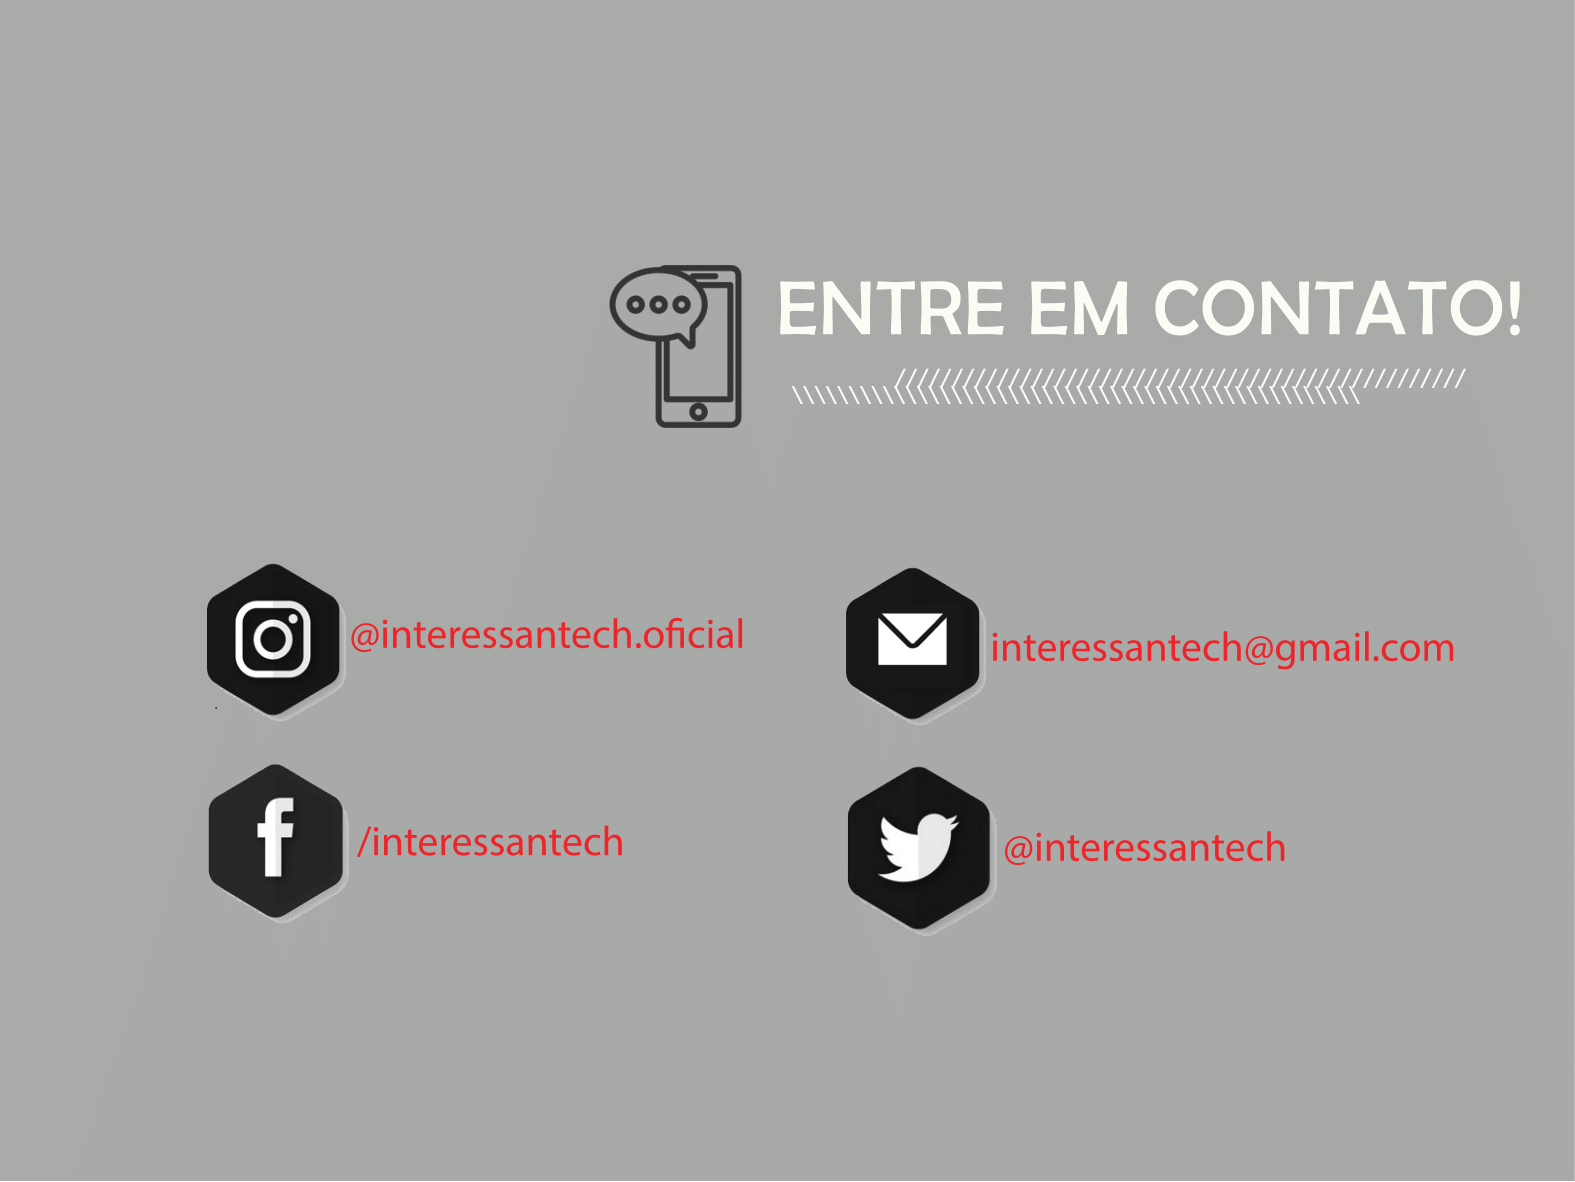 ENTRE EM CONTATO!
@interessantech.oficial
interessantech@gmail.com
/interessantech
@interessantech